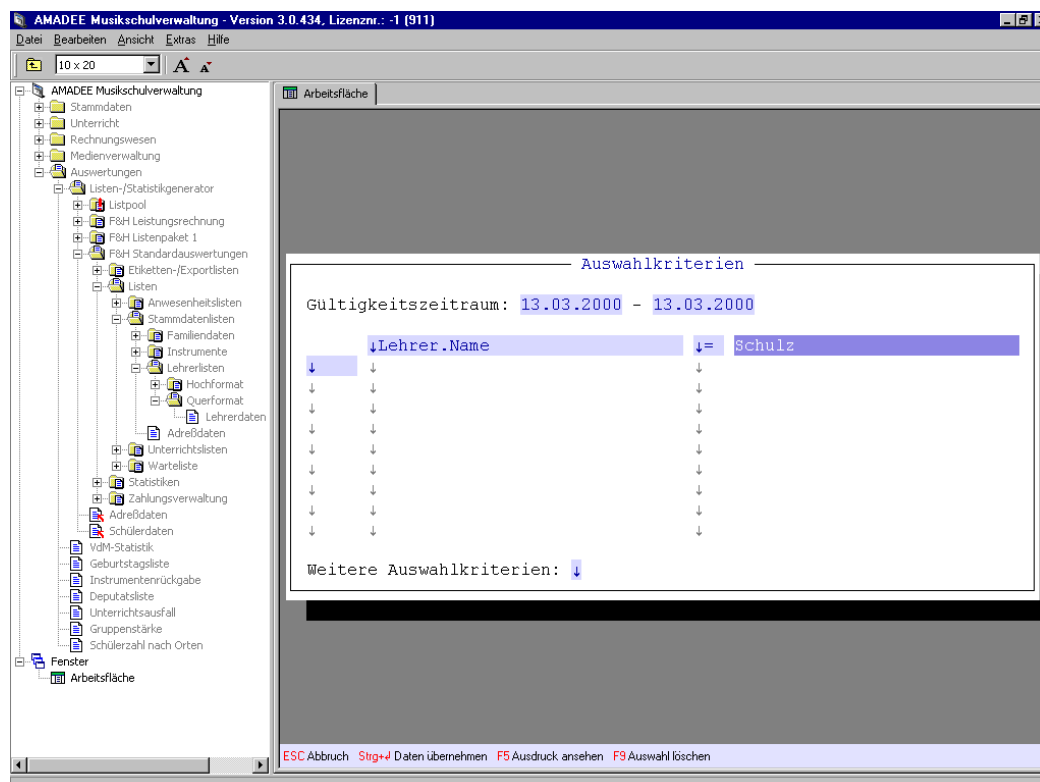 AMADEE Musikschulverwaltung - Version 3.0.434, Lizenznr.: -1 (911)
Datei Bearbeiten Ansicht Extras Hilfe
10 x 20 A A
AMADEE Musikschulverwaltung
Stammdaten
Unterricht
Rechnungswesen
Medienverwaltung
Auswertungen
Listen-/Statistikgenerator
Listpool
F&H Leistungsrechnung
F&H Listenpaket 1
F&H Standardauswertungen
Etiketten-/Exportlisten
Listen
Anwesenheitslisten
Stammdatenlisten
Familiendaten
Instrumente
Lehrerlisten
Hochformat
Querformat
Lehrerdaten
Adreßdaten
Unterrichtslisten
Warteliste
Statistiken
Zahlungsverwaltung
Adreßdaten
Schülerdaten
VdM-Statistik
Geburtstagsliste
Instrumentenrückgabe
Deputatsliste
Unterrichtsausfall
Gruppenstärke
Schülerzahl nach Orten
Fenster
Arbeitsfläche
Arbeitsfläche
Auswahlkriterien
Gültigkeitszeitraum: 13.03.2000 - 13.03.2000
↓Lehrer.Name ↓= Schulz
↓ ↓ ↓
↓ ↓ ↓
↓ ↓ ↓
↓ ↓ ↓
↓ ↓ ↓
↓ ↓ ↓
↓ ↓ ↓
↓ ↓ ↓
↓ ↓ ↓
Weitere Auswahlkriterien: ↓
ESC Abbruch Strg+↲ Daten übernehmen F5 Ausdruck ansehen F9 Auswahl löschen